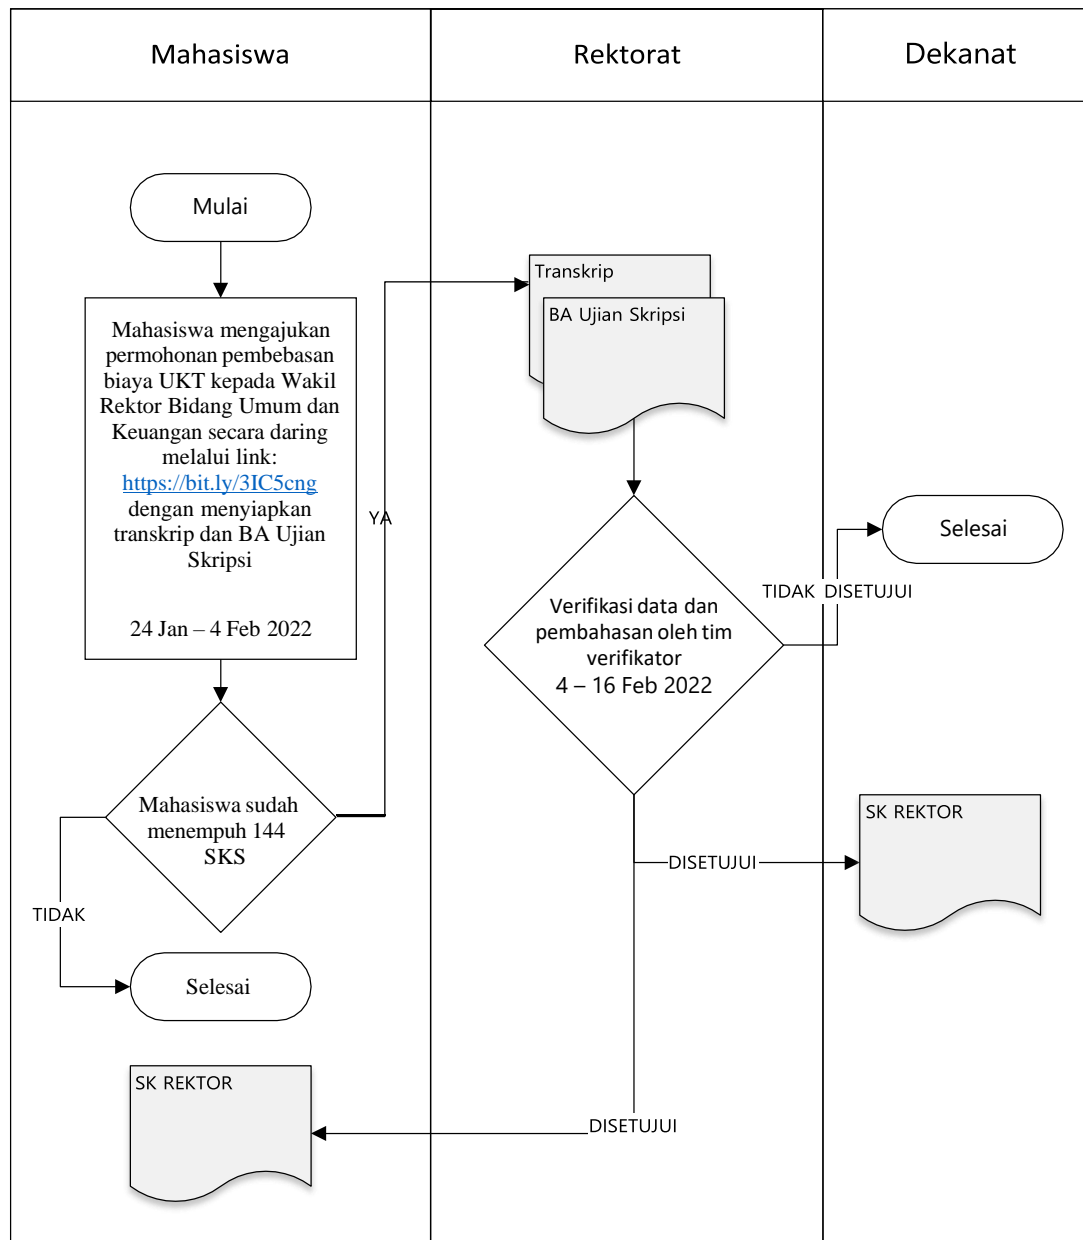 Mahasiswa
Rektorat
Dekanat
Mulai
Mahasiswa mengajukan
permohonan pembebasan
biaya UKT kepada Wakil
Rektor Bidang Umum dan
Keuangan secara daring
melalui link:
https://bit.ly/3IC5cng
dengan menyiapkan
transkrip dan BA Ujian
Skripsi
24 Jan – 4 Feb 2022
YA
Mahasiswa sudah
menempuh 144
SKS
TIDAK
Selesai
SK REKTOR
Transkrip
BA Ujian Skripsi
Verifikasi data dan
pembahasan oleh tim
verifikator
4 – 16 Feb 2022
TIDAK DISETUJUI
Selesai
DISETUJUI
SK REKTOR
DISETUJUI